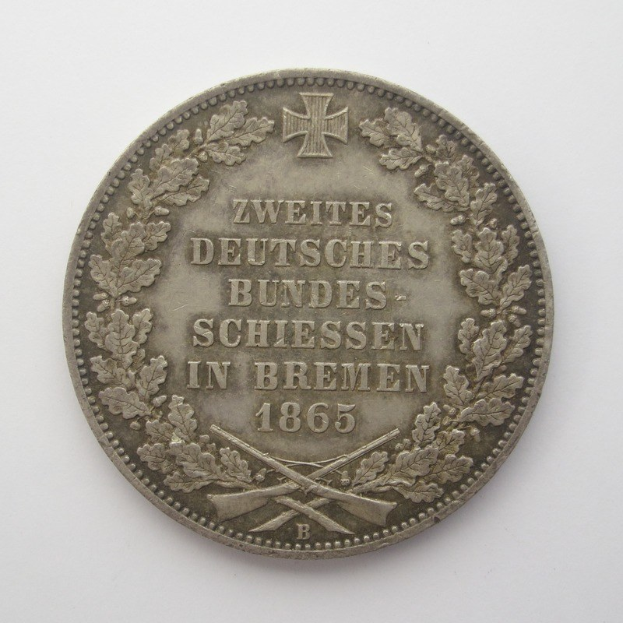 ZWEITES
DEUTSCHES
BUNDES-
SCHIESSEN
IN BREMEN
1865
B